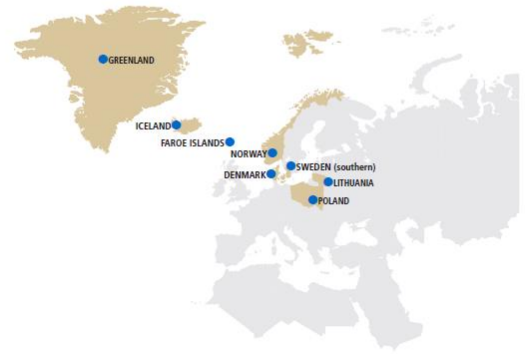 GREENLAND
ICELAND
FAROE ISLANDS
NORWAY
SWEDEN (southern)
DENMARK
LITHUANIA
POLAND